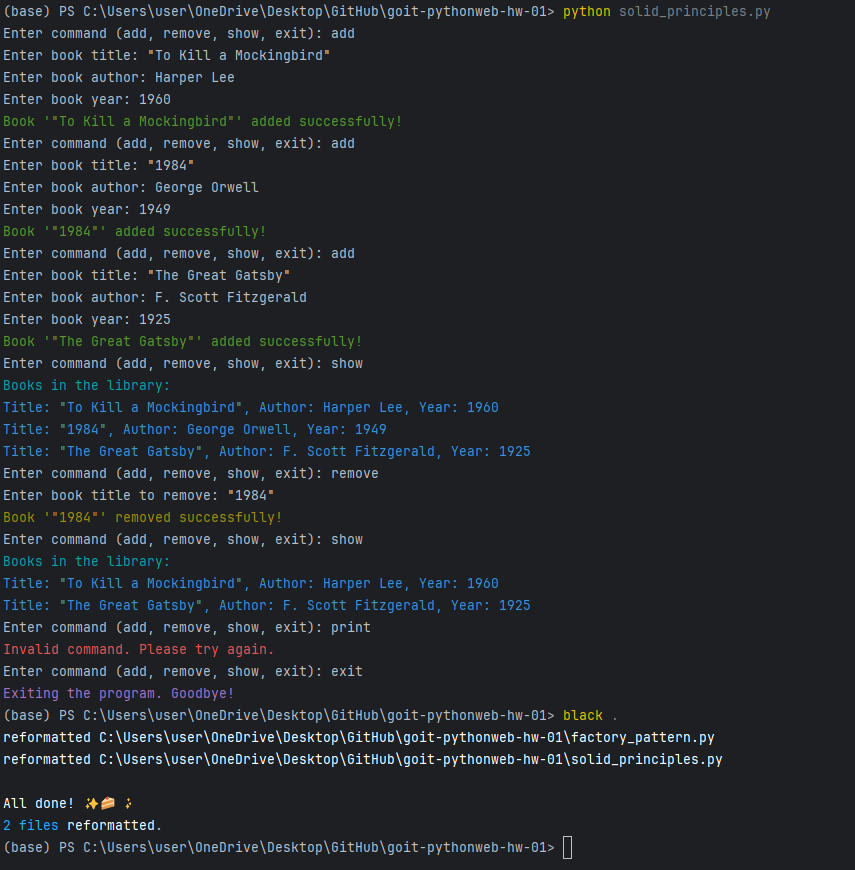 (base) PS C:\Users\user\OneDrive\Desktop\GitHub\goit-pythonweb-hw-01> python solid_principles.py
Enter command (add, remove, show, exit): add
Enter book title: "To Kill a Mockingbird"
Enter book author: Harper Lee
Enter book year: 1960
Book '"To Kill a Mockingbird"' added successfully!
Enter command (add, remove, show, exit): add
Enter book title: "1984"
Enter book author: George Orwell
Enter book year: 1949
Book '"1984"' added successfully!
Enter command (add, remove, show, exit): add
Enter book title: "The Great Gatsby"
Enter book author: F. Scott Fitzgerald
Enter book year: 1925
Book '"The Great Gatsby"' added successfully!
Enter command (add, remove, show, exit): show
Books in the library:
Title: "To Kill a Mockingbird", Author: Harper Lee, Year: 1960
Title: "1984", Author: George Orwell, Year: 1949
Title: "The Great Gatsby", Author: F. Scott Fitzgerald, Year: 1925
Enter command (add, remove, show, exit): remove
Enter book title to remove: "1984"
Book '"1984"' removed successfully!
Enter command (add, remove, show, exit): show
Books in the library:
Title: "To Kill a Mockingbird", Author: Harper Lee, Year: 1960
Title: "The Great Gatsby", Author: F. Scott Fitzgerald, Year: 1925
Enter command (add, remove, show, exit): print
Invalid command. Please try again.
Enter command (add, remove, show, exit): exit
Exiting the program. Goodbye!
(base) PS C:\Users\user\OneDrive\Desktop\GitHub\goit-pythonweb-hw-01> black .
reformatted C:\Users\user\OneDrive\Desktop\GitHub\goit-pythonweb-hw-01\factory_pattern.py
reformatted C:\Users\user\OneDrive\Desktop\GitHub\goit-pythonweb-hw-01\solid_principles.py
All done! ✨🍰 ✨
2 files reformatted.
(base) PS C:\Users\user\OneDrive\Desktop\GitHub\goit-pythonweb-hw-01>